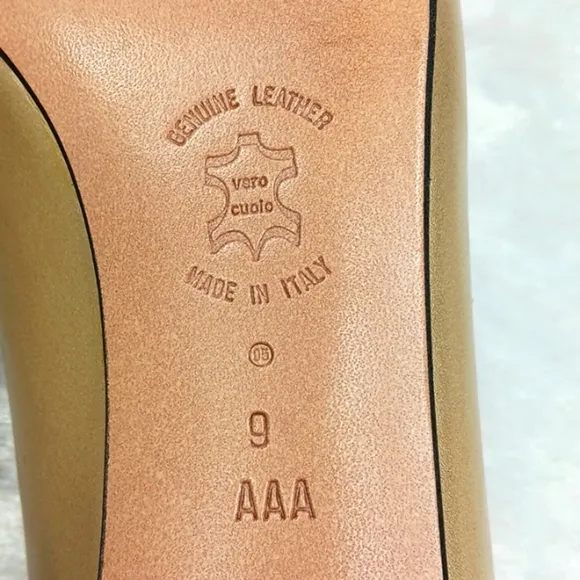 GENUINE LEATHER
vero
cuoio
MADE IN ITALY
05
9
AAA